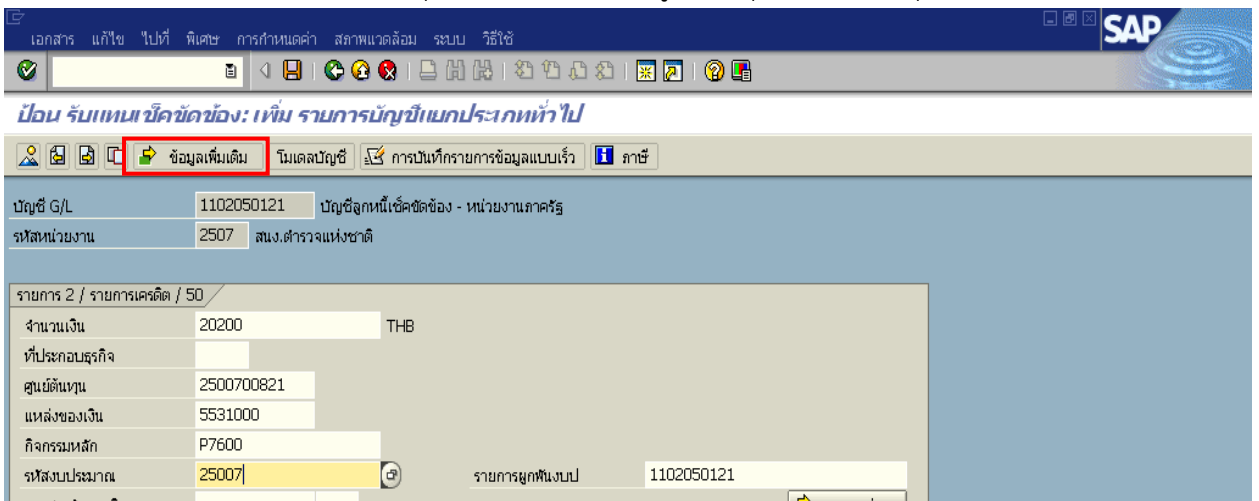 เอกสาร แก้ไข ไปที่ พิเศษ การกำหนดค่า สภาพแวดล้อม ระบบ วิธีใช้
SAP
ป้อน รับแทนเช็คขัดข้อง: เพิ่ม รายการบัญชีแยกประเภททั่วไป
ข้อมูลเพิ่มเติม โมเดลบัญชี การบันทึกรายการข้อมูลแบบเร็ว ภาษี
บัญชี G/L 1102050121 บัญชีลูกหนี้เช็คขัดข้อง - หน่วยงานภาครัฐ
รหัสหน่วยงาน 2507 สนง.ตำรวจแห่งชาติ
รายการ 2 / รายการเครดิต / 50
จำนวนเงิน 20200 THB
ที่ประกอบธุรกิจ
ศูนย์ต้นทุน 2500700821
แหล่งของเงิน 5531000
กิจกรรมหลัก P7600
รหัสงบประมาณ 25007 รายการผูกพันงบป 1102050121